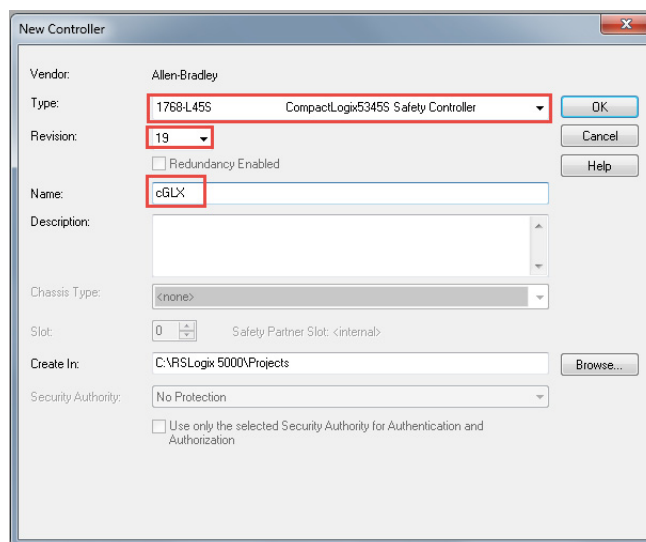 New Controller
Vendor: Allen-Bradley
Type: 1768-L45S CompactLogix5345S Safety Controller OK
Revision: 19 Cancel
Redundancy Enabled Help
Name: cGLX
Description:
Chassis Type: <none>
Slot: 0 Safety Partner Slot: <internal>
Create In: C:\RSLogix 5000\Projects Browse...
Security Authority: No Protection
Use only the selected Security Authority for Authentication and
Authorization